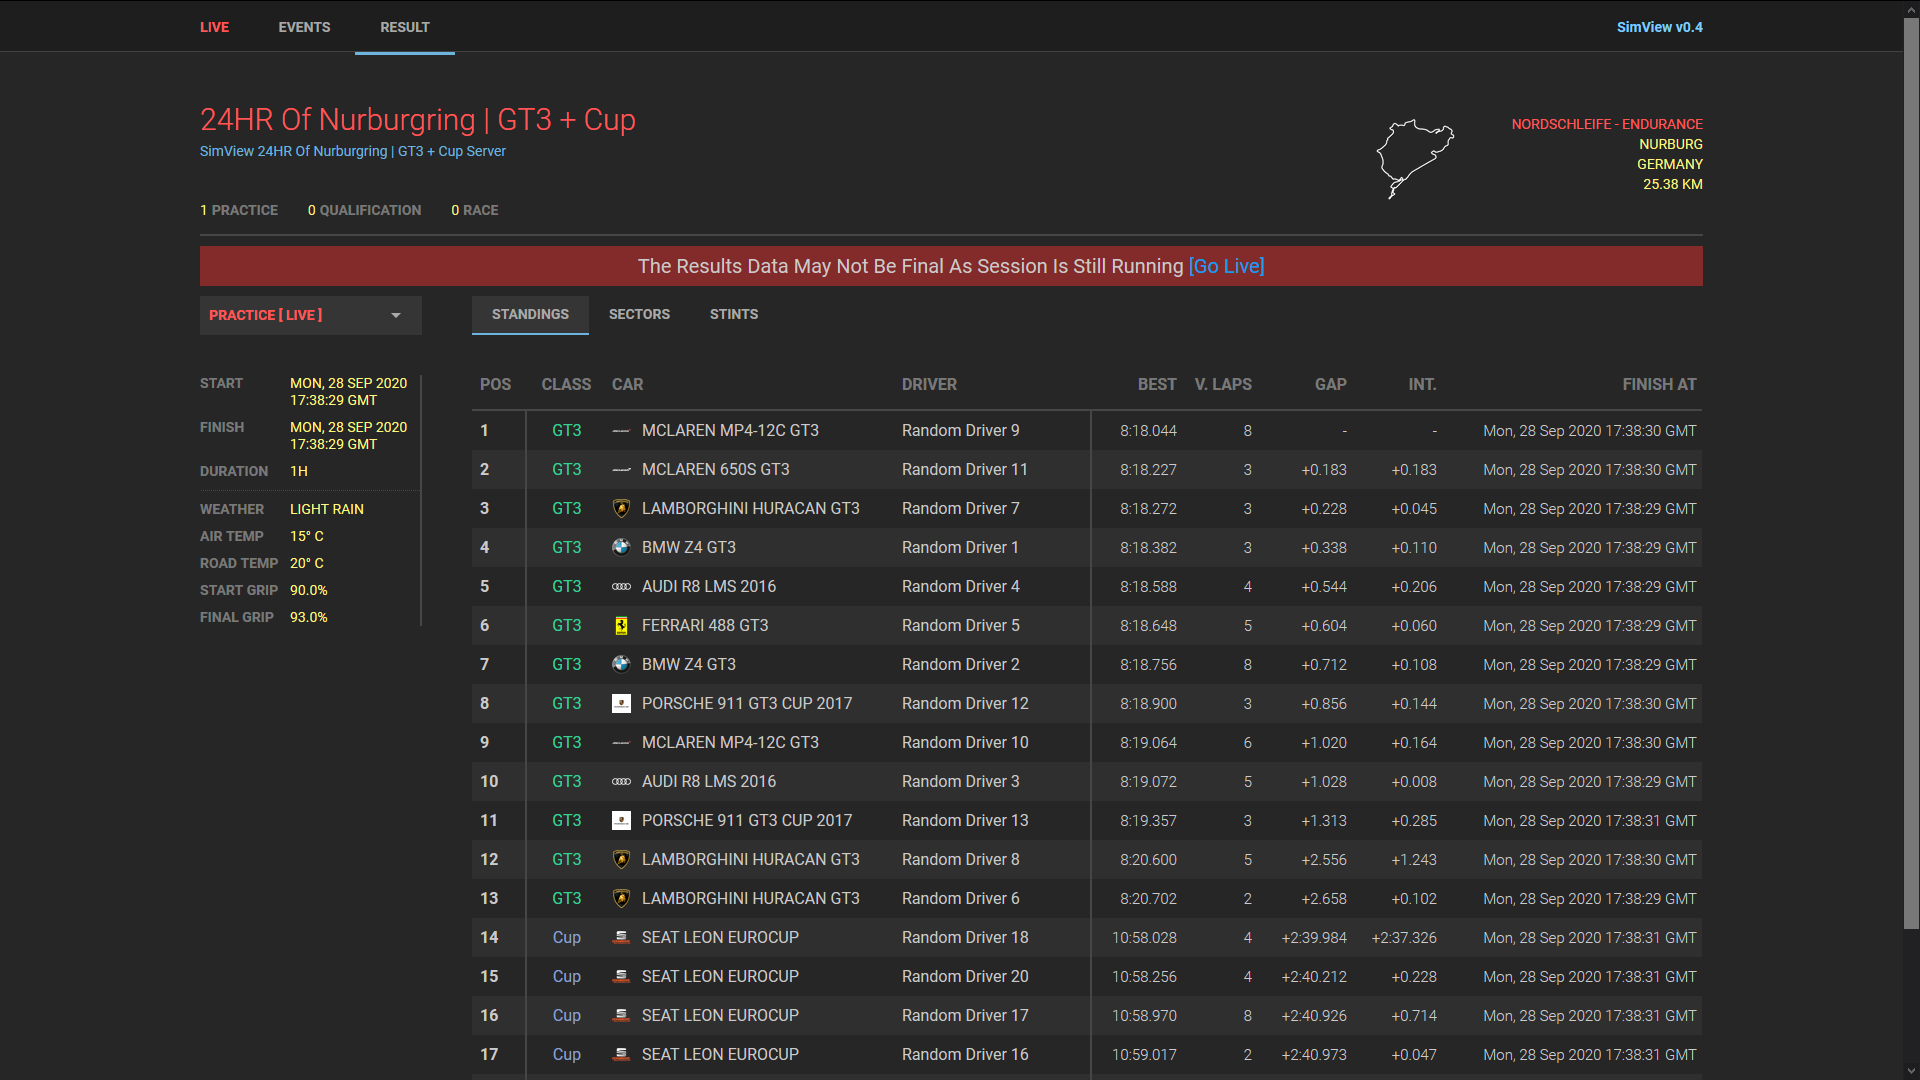 LIVE EVENTS RESULT SimView v0.4
24HR Of Nurburgring | GT3 + Cup
SimView 24HR Of Nurburgring | GT3 + Cup Server
NORDSCHLEIFE - ENDURANCE
NURBURG
GERMANY
25.38 KM
1 PRACTICE 0 QUALIFICATION 0 RACE
The Results Data May Not Be Final As Session Is Still Running [Go Live]
PRACTICE [ LIVE ]
START MON, 28 SEP 2020
17:38:29 GMT
FINISH MON, 28 SEP 2020
17:38:29 GMT
DURATION 1H
WEATHER LIGHT RAIN
AIR TEMP 15° C
ROAD TEMP 20° C
START GRIP 90.0%
FINAL GRIP 93.0%
STANDINGS SECTORS STINTS
POS CLASS CAR DRIVER BEST V. LAPS GAP INT. FINISH AT
1 GT3 MCLAREN MP4-12C GT3 Random Driver 9 8:18.044 8 - - Mon, 28 Sep 2020 17:38:30 GMT
2 GT3 MCLAREN 650S GT3 Random Driver 11 8:18.227 3 +0.183 +0.183 Mon, 28 Sep 2020 17:38:30 GMT
3 GT3 LAMBORGHINI HURACAN GT3 Random Driver 7 8:18.272 3 +0.228 +0.045 Mon, 28 Sep 2020 17:38:29 GMT
4 GT3 BMW Z4 GT3 Random Driver 1 8:18.382 3 +0.338 +0.110 Mon, 28 Sep 2020 17:38:29 GMT
5 GT3 AUDI R8 LMS 2016 Random Driver 4 8:18.588 4 +0.544 +0.206 Mon, 28 Sep 2020 17:38:29 GMT
6 GT3 FERRARI 488 GT3 Random Driver 5 8:18.648 5 +0.604 +0.060 Mon, 28 Sep 2020 17:38:29 GMT
7 GT3 BMW Z4 GT3 Random Driver 2 8:18.756 8 +0.712 +0.108 Mon, 28 Sep 2020 17:38:29 GMT
8 GT3 PORSCHE 911 GT3 CUP 2017 Random Driver 12 8:18.900 3 +0.856 +0.144 Mon, 28 Sep 2020 17:38:30 GMT
9 GT3 MCLAREN MP4-12C GT3 Random Driver 10 8:19.064 6 +1.020 +0.164 Mon, 28 Sep 2020 17:38:30 GMT
10 GT3 AUDI R8 LMS 2016 Random Driver 3 8:19.072 5 +1.028 +0.008 Mon, 28 Sep 2020 17:38:29 GMT
11 GT3 PORSCHE 911 GT3 CUP 2017 Random Driver 13 8:19.357 3 +1.313 +0.285 Mon, 28 Sep 2020 17:38:31 GMT
12 GT3 LAMBORGHINI HURACAN GT3 Random Driver 8 8:20.600 5 +2.556 +1.243 Mon, 28 Sep 2020 17:38:30 GMT
13 GT3 LAMBORGHINI HURACAN GT3 Random Driver 6 8:20.702 2 +2.658 +0.102 Mon, 28 Sep 2020 17:38:29 GMT
14 Cup SEAT LEON EUROCUP Random Driver 18 10:58.028 4 +2:39.984 +2:37.326 Mon, 28 Sep 2020 17:38:31 GMT
15 Cup SEAT LEON EUROCUP Random Driver 20 10:58.256 4 +2:40.212 +0.228 Mon, 28 Sep 2020 17:38:31 GMT
16 Cup SEAT LEON EUROCUP Random Driver 17 10:58.970 8 +2:40.926 +0.714 Mon, 28 Sep 2020 17:38:31 GMT
17 Cup SEAT LEON EUROCUP Random Driver 16 10:59.017 2 +2:40.973 +0.047 Mon, 28 Sep 2020 17:38:31 GMT